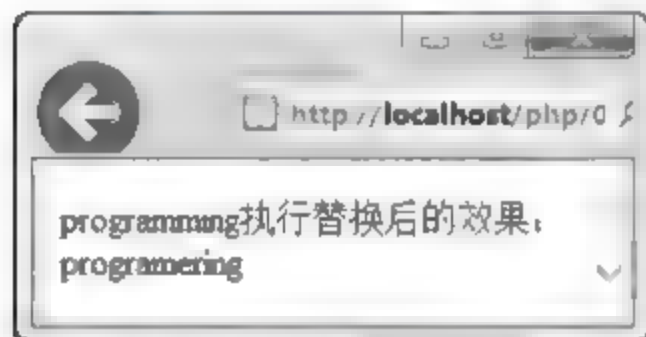 http://localhost/php/0
programming执行替换后的效果:
programering